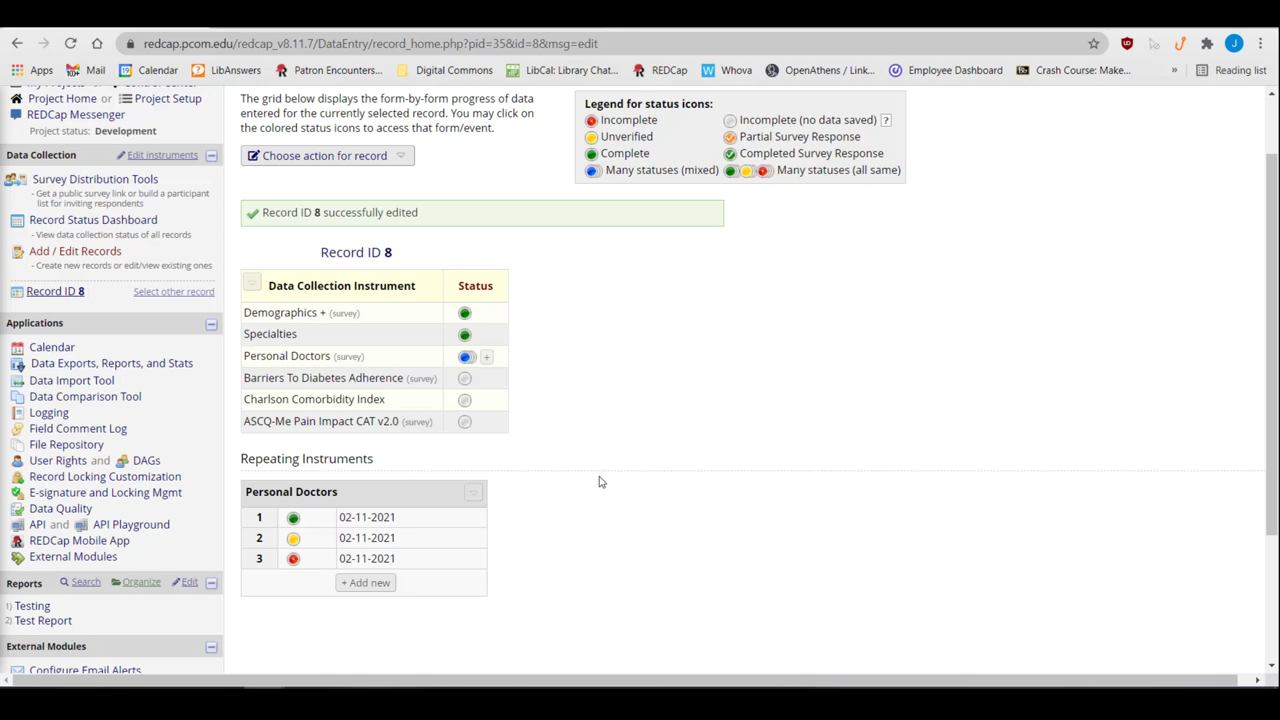 redcap.pcom.edu/redcap_v8.11.7/DataEntry/record_home.php?pid=35&id=8&msg=edit
Apps 10+ Mail 19 Calendar LibAnswers Patron Encounters... Digital Commons LibCal: Library Chat... REDCap Whova OpenAthens / Link... Employee Dashboard Crash Course: Make... » Reading list
Project Home or Project Setup
REDCap Messenger
Project status: Development
Data Collection Edit instruments
Survey Distribution Tools
- Get a public survey link or build a participant
list for inviting respondents
Record Status Dashboard
- View data collection status of all records
Add / Edit Records
- Create new records or edit/view existing ones
Record ID 8 Select other record
Applications
Calendar
Data Exports, Reports, and Stats
Data Import Tool
Data Comparison Tool
Logging
Field Comment Log
File Repository
User Rights and DAGs
Record Locking Customization
E-signature and Locking Mgmt
Data Quality
API and API Playground
REDCap Mobile App
External Modules
Reports Search Organize Edit
1) Testing
2) Test Report
External Modules
Configure Email Alerts
The grid below displays the form-by-form progress of data
entered for the currently selected record. You may click on
the colored status icons to access that form/event.
Choose action for record
Legend for status icons:
Incomplete Incomplete (no data saved) ?
Unverified Partial Survey Response
Complete Completed Survey Response
Many statuses (mixed) Many statuses (all same)
Record ID 8 successfully edited
Record ID 8
Data Collection Instrument Status
Demographics + (survey)
Specialties
Personal Doctors (survey) +
Barriers To Diabetes Adherence (survey)
Charlson Comorbidity Index
ASCQ-Me Pain Impact CAT v2.0 (survey)
Repeating Instruments
Personal Doctors
1 02-11-2021
2 02-11-2021
3 02-11-2021
+ Add new